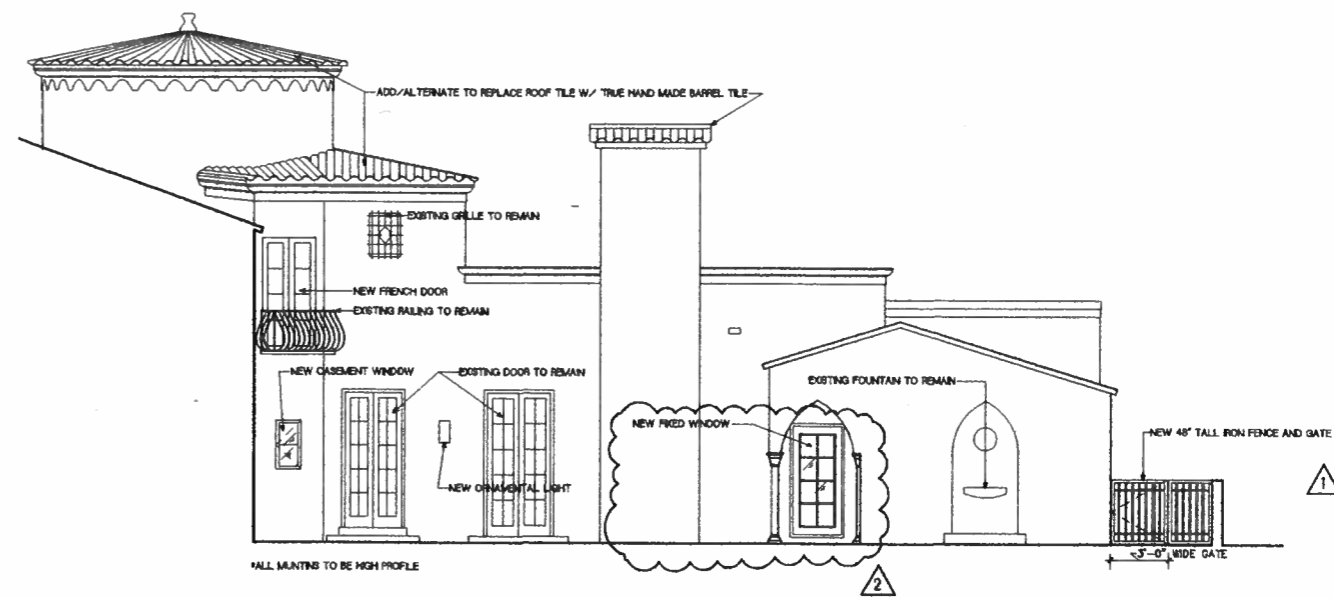 ADD/ALTERNATE TO REPLACE ROOF TILE W/ TRUE HAND MADE BARREL TILE
EXISTING GRILLE TO REMAIN
NEW FRENCH DOOR
EXISTING RAILING TO REMAIN
NEW CASEMENT WINDOW
EXISTING DOOR TO REMAIN
EXISTING FOUNTAIN TO REMAIN
NEW FIXED WINDOW
NEW 48" TALL IRON FENCE AND GATE
1
NEW ORNAMENTAL LIGHT
3'-0" WIDE GATE
*ALL MUNTINS TO BE HIGH PROFILE
2